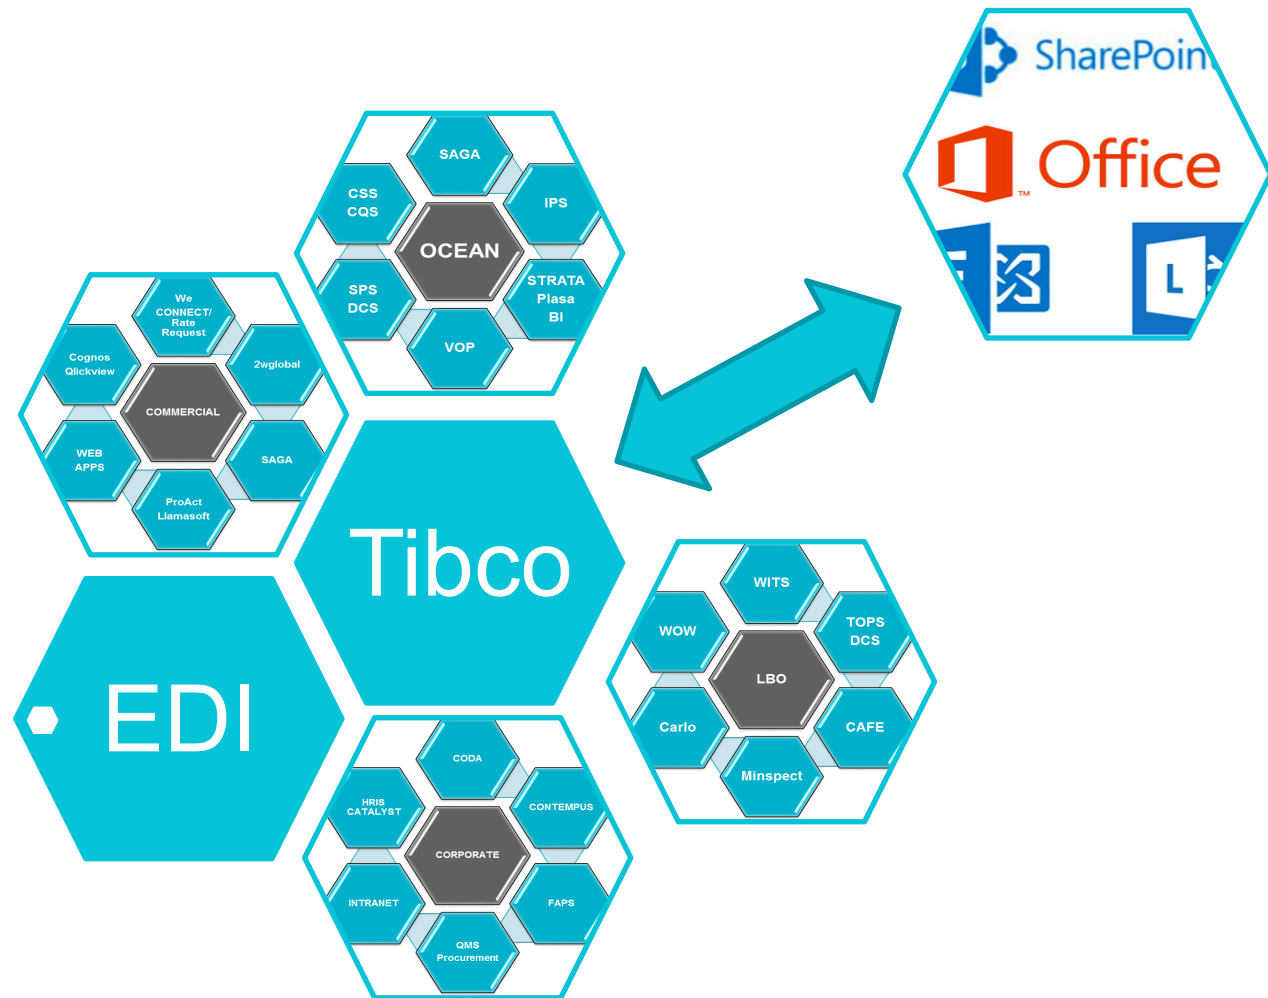 SharePoin
Office
™
L
SAGA
CSS
CQS
IPS
OCEAN
SPS
DCS
STRATA
Plasa
BI
VOP
We
CONNECT/
Rate
Request
Cognos
Qlickview
2wglobal
COMMERCIAL
WEB
APPS
SAGA
ProAct
Llamasoft
Tibco
EDI
WITS
WOW
TOPS
DCS
LBO
Carlo
CAFE
Minspect
CODA
HRIS
CATALYST
CONTEMPUS
CORPORATE
INTRANET
FAPS
QMS
Procurement